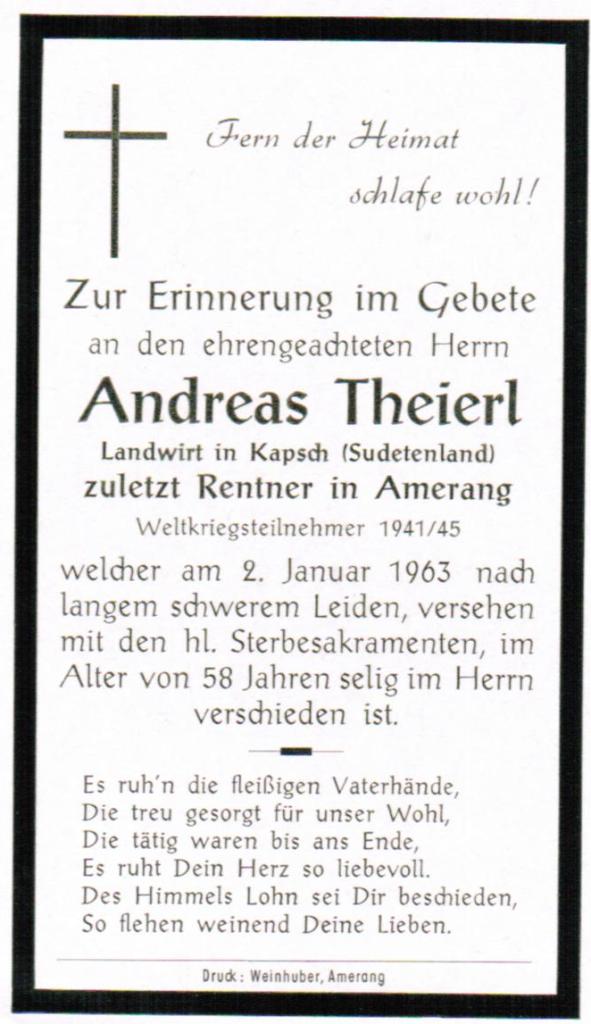 Fern der Heimat
schlafe wohl!
Zur Erinnerung im Gebete
an den ehrengeachteten Herrn
Andreas Theierl
Landwirt in Kapsch (Sudetenland)
zuletzt Rentner in Amerang
Weltkriegsteilnehmer 1941/45
welcher am 2. Januar 1963 nach
langem schwerem Leiden, versehen
mit den hl. Sterbesakramenten, im
Alter von 58 Jahren selig im Herrn
verschieden ist.
Es ruh'n die fleißigen Vaterhände,
Die treu gesorgt für unser Wohl,
Die tätig waren bis ans Ende,
Es ruht Dein Herz so liebevoll.
Des Himmels Lohn sei Dir beschieden,
So flehen weinend Deine Lieben.
Druck: Weinhuber, Amerang